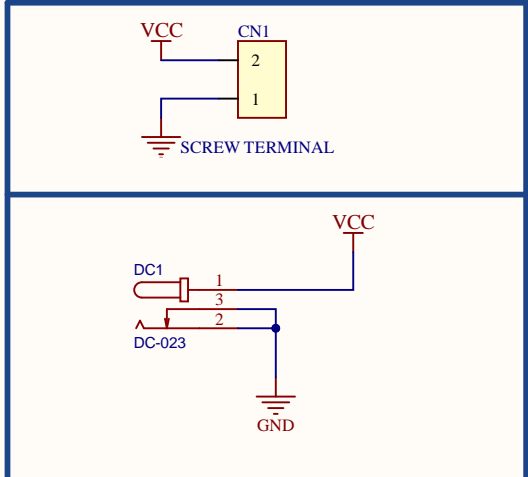 VCC
CN1
2
1
SCREW TERMINAL
VCC
DC1
1
3
2
DC-023
GND